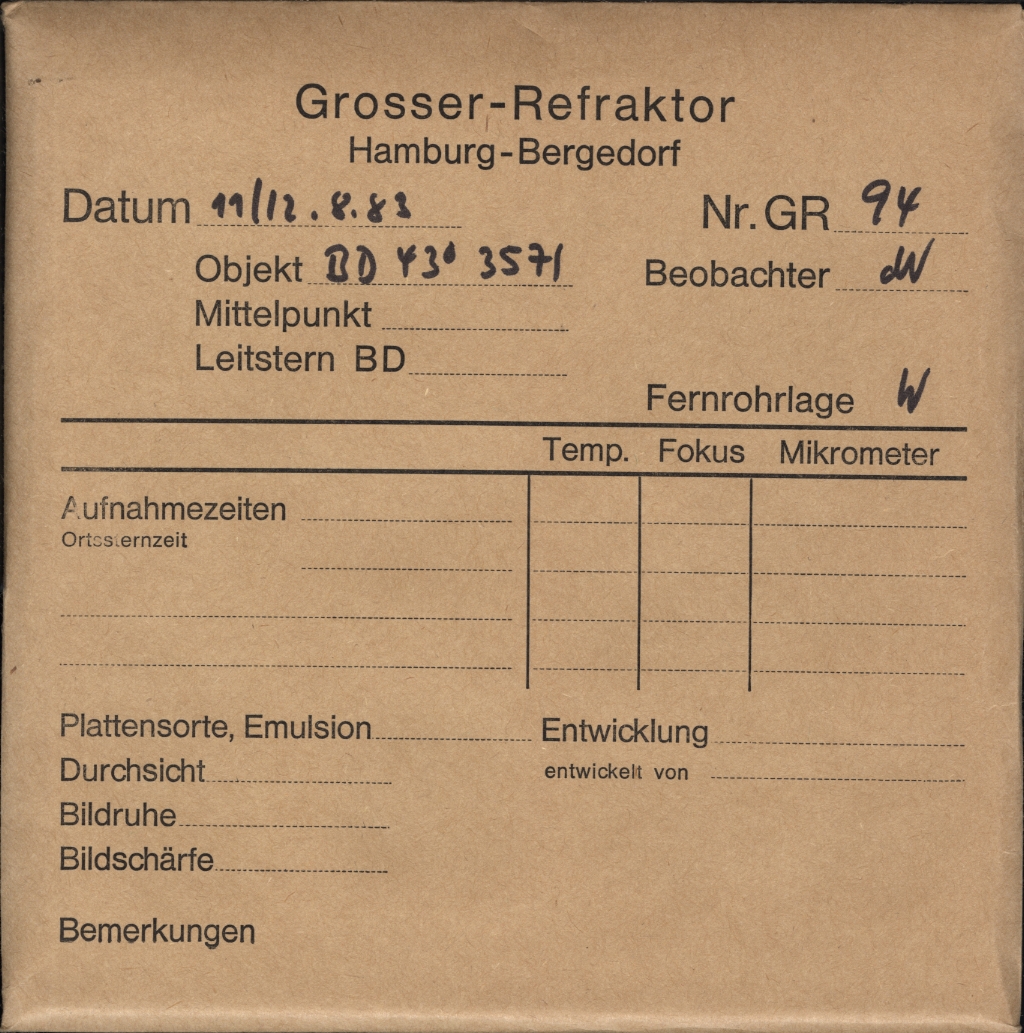 Grosser-Refraktor
Hamburg-Bergedorf
Datum 11/12.8.83 Nr. GR 94
Objekt BD 43° 3571 Beobachter dW
Mittelpunkt
Leitstern BD
Fernrohrlage W
Temp. Fokus Mikrometer
Aufnahmezeiten
Ortssternzeit
Plattensorte, Emulsion Entwicklung
Durchsicht entwickelt von
Bildruhe
Bildschärfe
Bemerkungen